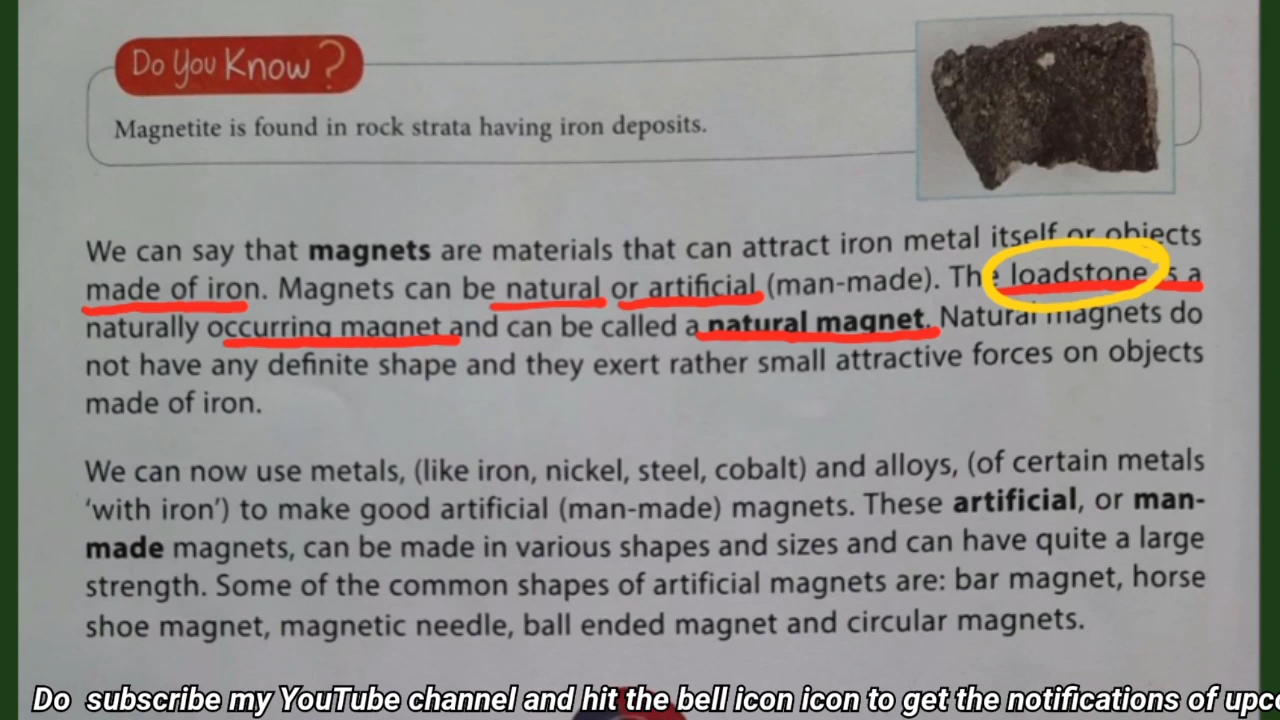 Do You Know ?
Magnetite is found in rock strata having iron deposits.
We can say that magnets are materials that can attract iron metal itself or objects
made of iron. Magnets can be natural or artificial (man-made). The loadstone is a
naturally occurring magnet and can be called a natural magnet. Natural magnets do
not have any definite shape and they exert rather small attractive forces on objects
made of iron.
We can now use metals, (like iron, nickel, steel, cobalt) and alloys, (of certain metals
‘with iron’) to make good artificial (man-made) magnets. These artificial, or man-
made magnets, can be made in various shapes and sizes and can have quite a large
strength. Some of the common shapes of artificial magnets are: bar magnet, horse
shoe magnet, magnetic needle, ball ended magnet and circular magnets.
Do subscribe my YouTube channel and hit the bell icon icon to get the notifications of